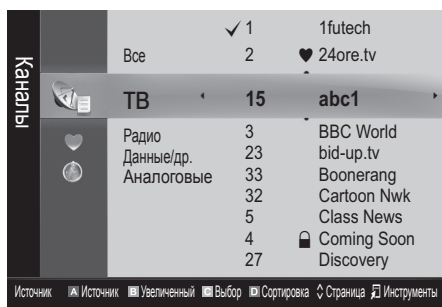 Каналы
1 1futech
Все 2 24ore.tv
ТВ 15 abc1
Радио 3 BBC World
Данные/др. 23 bid-up.tv
Аналоговые 33 Boonerang
32 Cartoon Nwk
5 Class News
4 Coming Soon
27 Discovery
Источник A Источник B Увеличенный C Выбор D Сортировка Страница Инструменты